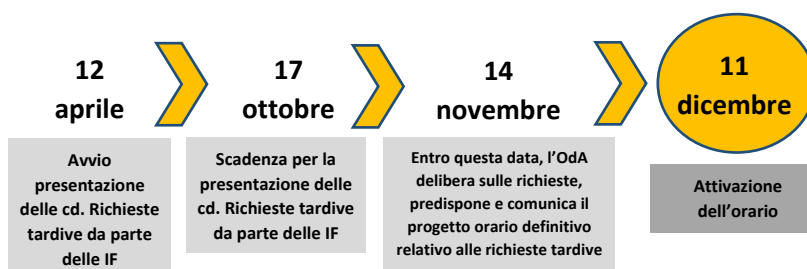 12
aprile
17
ottobre
14
novembre
11
dicembre
Avvio
presentazione
delle cd. Richieste
tardive da parte
delle IF
Scadenza per la
presentazione delle
cd. Richieste tardive
da parte delle IF
Entro questa data, l'OdA
delibera sulle richieste,
predispone e comunica il
progetto orario definitivo
relativo alle richieste tardive
Attivazione
dell'orario